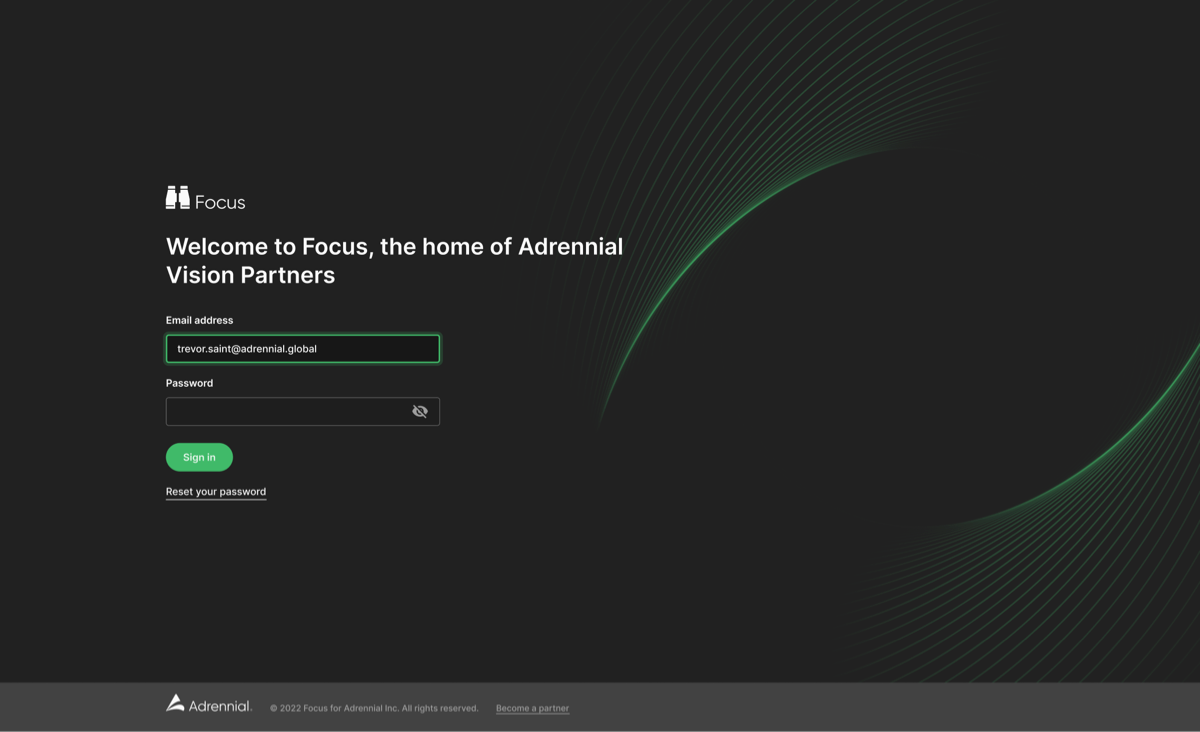 Focus
Welcome to Focus, the home of Adrennial
Vision Partners
Email address
trevor.saint@adrennial.global
Password
Sign in
Reset your password
Adrennial.
© 2022 Focus for Adrennial Inc. All rights reserved.
Become a partner